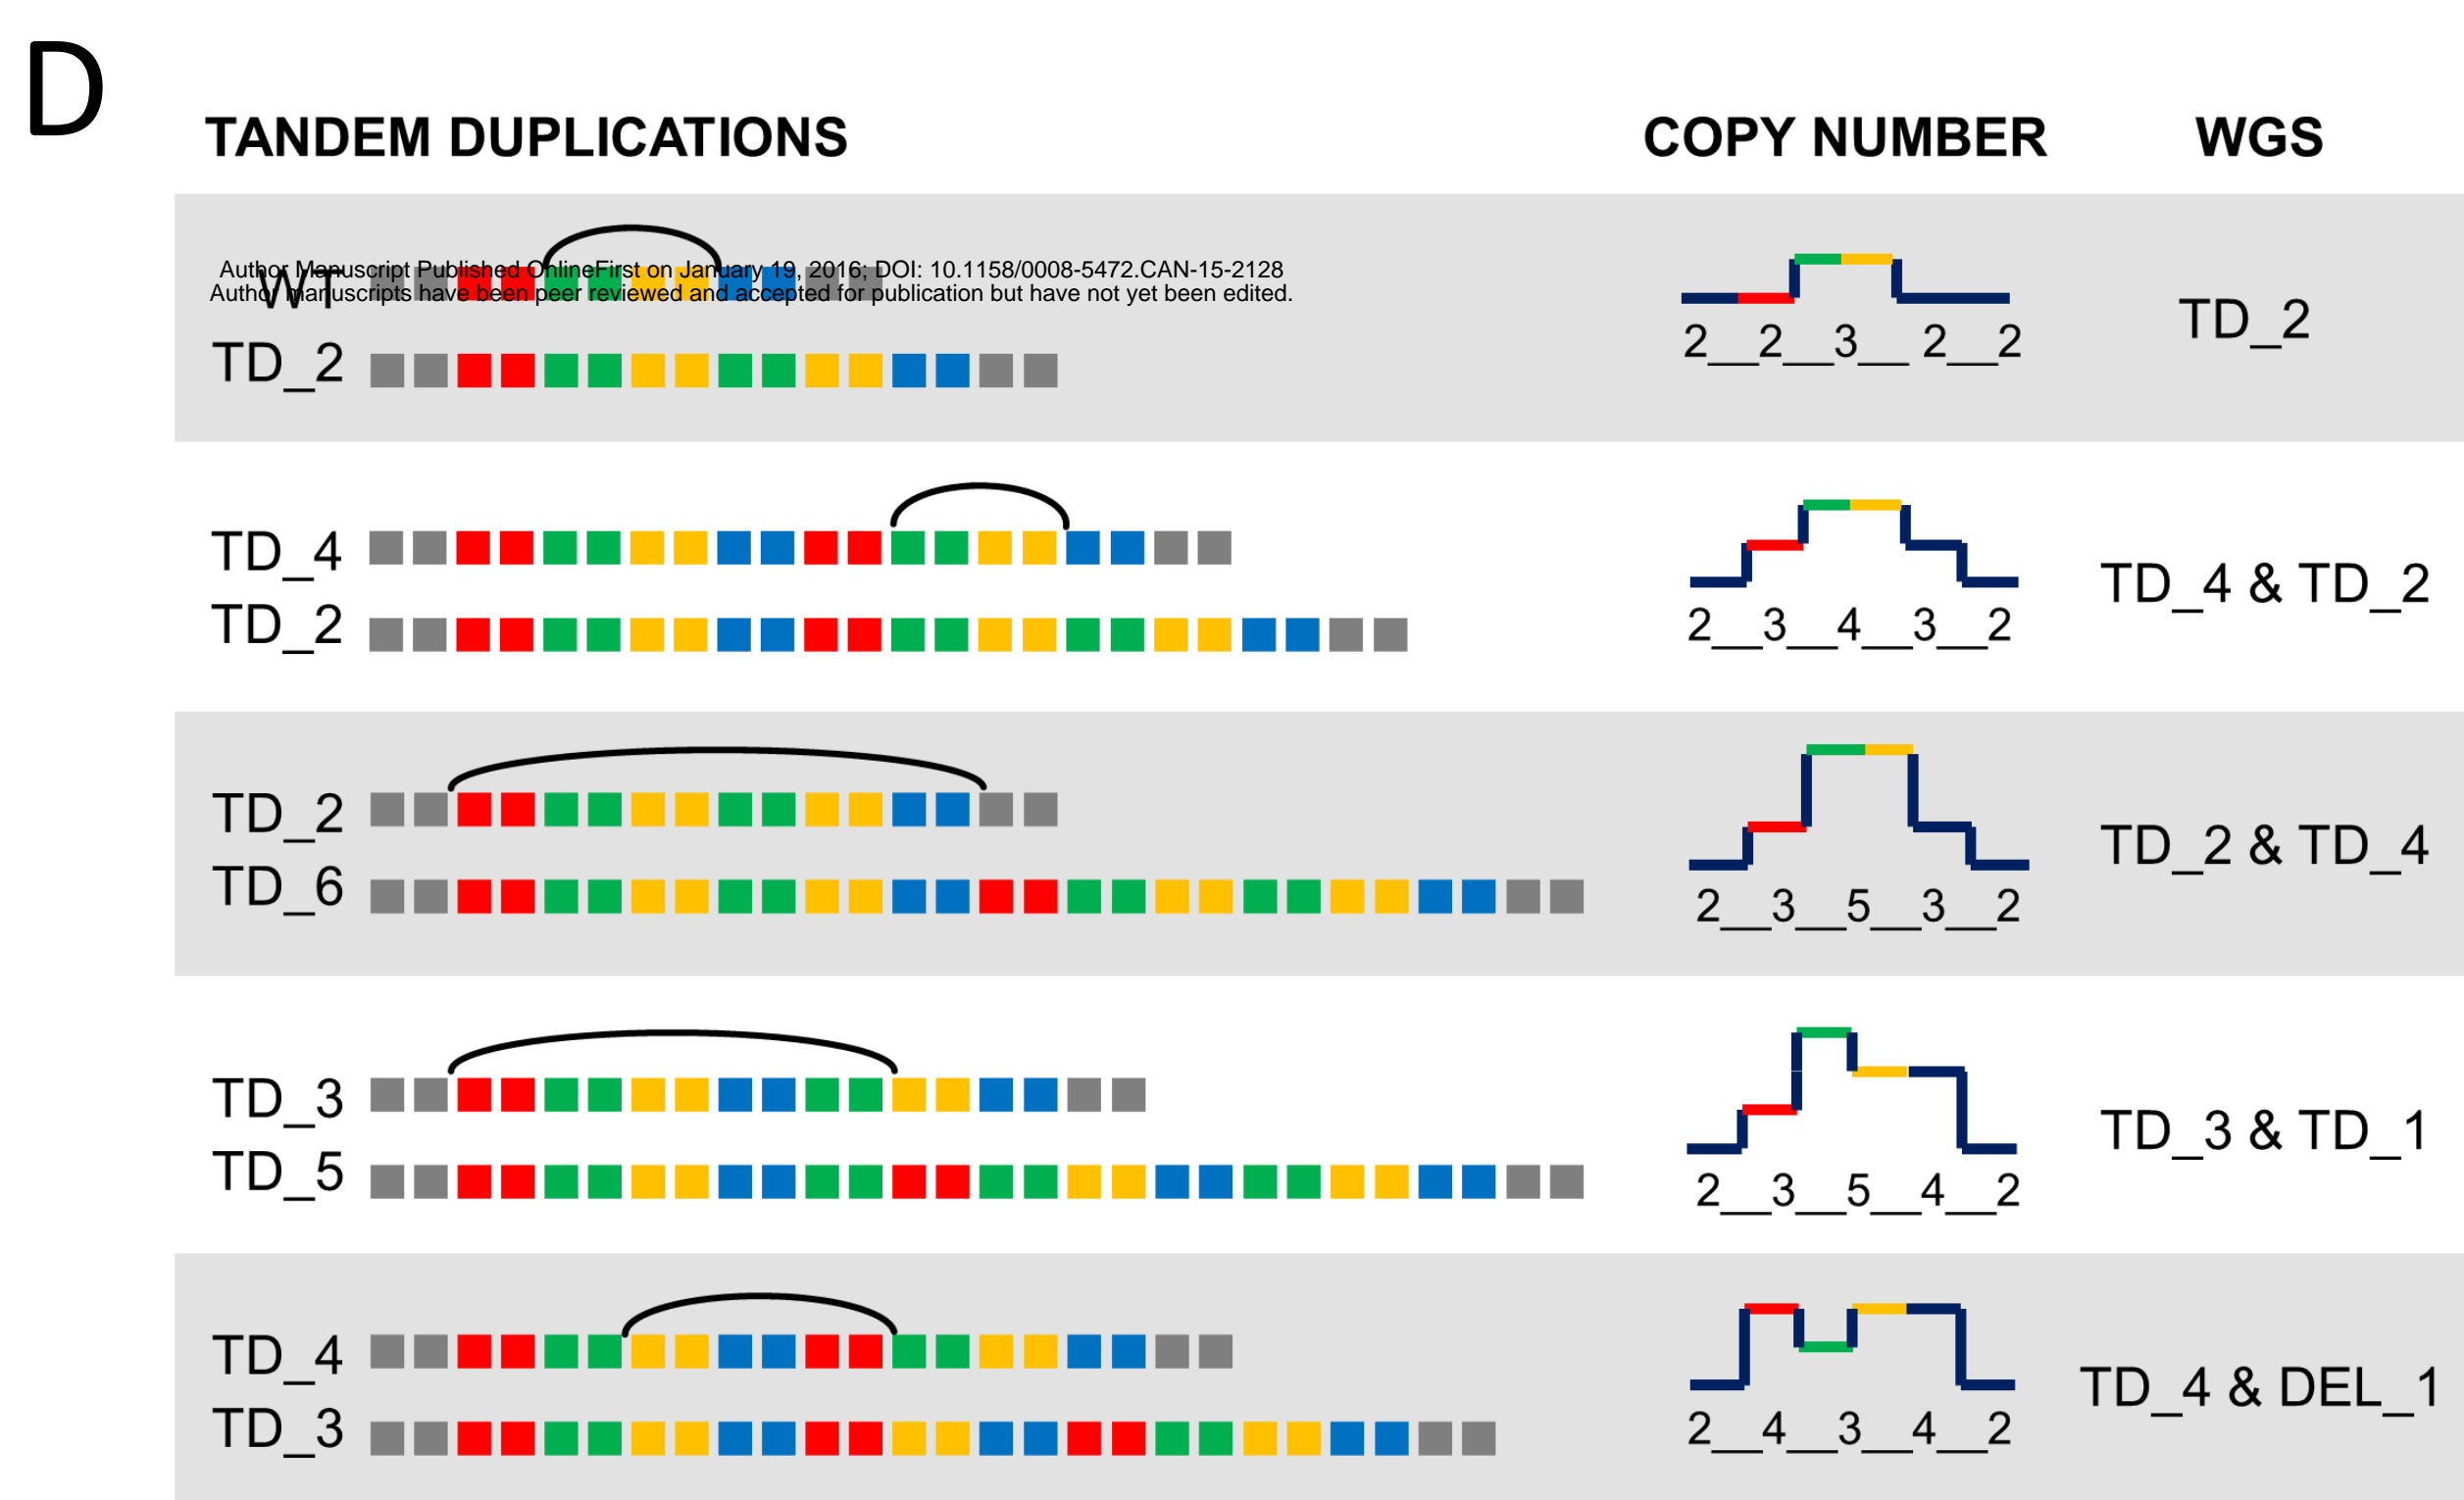 D
TANDEM DUPLICATIONS COPY NUMBER WGS
Author Manuscript Published OnlineFirst on January 19, 2016; DOI: 10.1158/0008-5472.CAN-15-2128
WT
Author manuscripts have been peer reviewed and accepted for publication but have not yet been edited.
TD_2
2__2__3__ 2__2
TD_2
TD_4
TD_2
2__3__4__3__2
TD_4 & TD_2
TD_2
TD_6
2__3__5__3__2
TD_2 & TD_4
TD_3
TD_5
2__3__5__4__2
TD_3 & TD_1
TD_4
TD_3
2__4__3__4__2
TD_4 & DEL_1